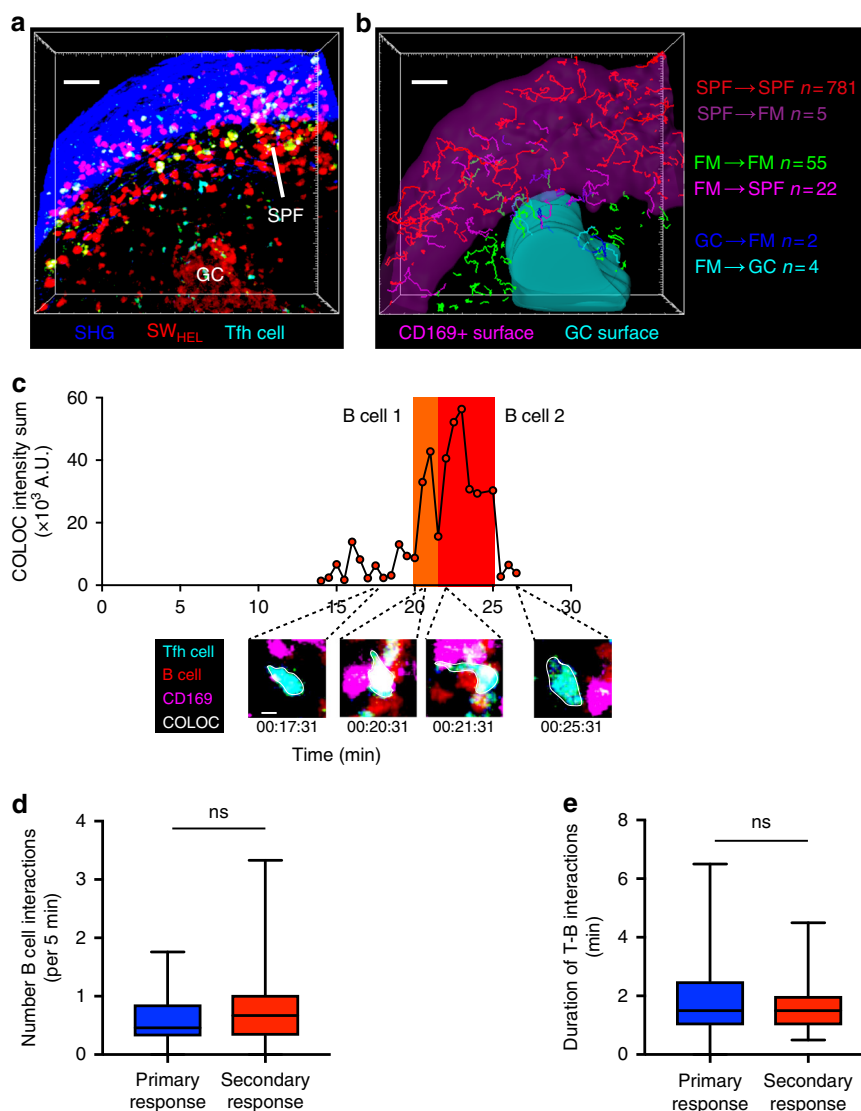 a
SPF
GC
SHG SW_HEL Tfh cell
b
SPF→SPF n=781
SPF→FM n=5
FM→FM n=55
FM→SPF n=22
GC→FM n=2
FM→GC n=4
CD169+ surface GC surface
c
COLOC intensity sum
(×10³ A.U.)
60
40
20
0
B cell 1
B cell 2
0 5 10 15 20 25 30
Tfh cell
B cell
CD169
COLOC
00:17:31 00:20:31 00:21:31 00:25:31
Time (min)
d
Number B cell interactions
(per 5 min)
4
3
2
1
0
ns
Primary
response
Secondary
response
e
Duration of T-B interactions
(min)
8
6
4
2
0
ns
Primary
response
Secondary
response